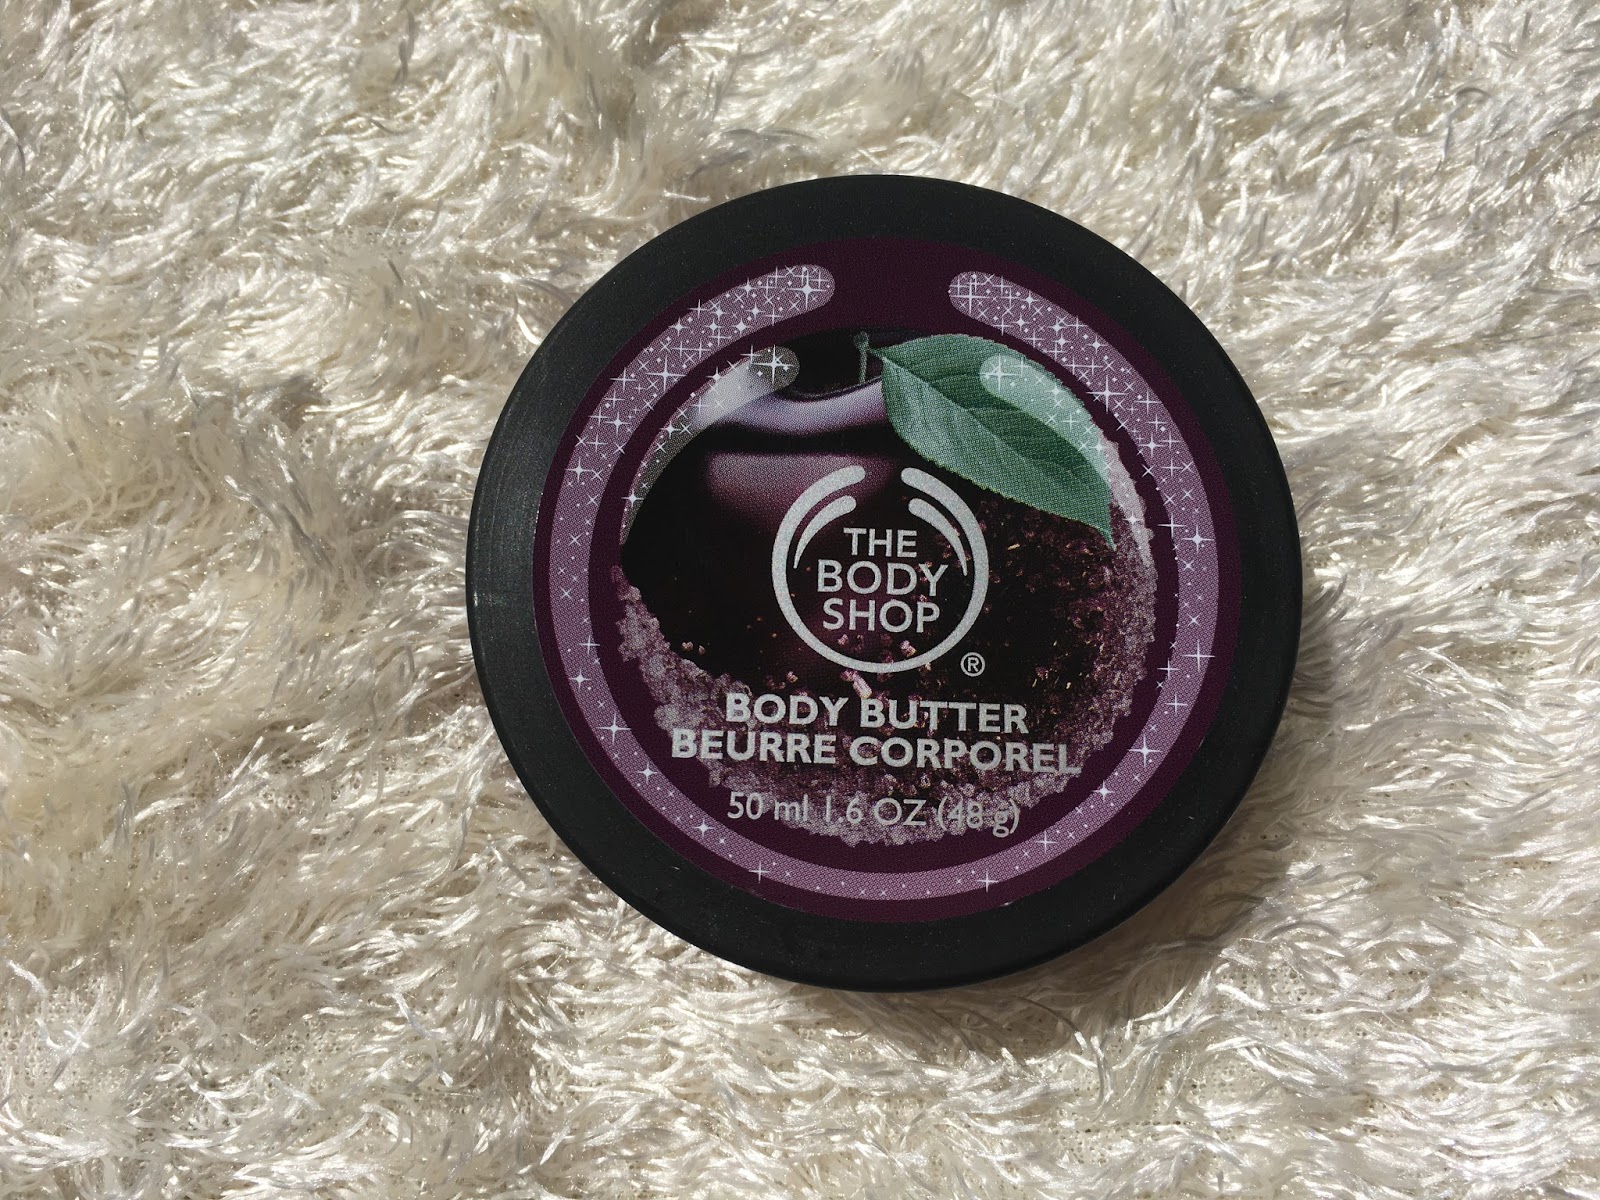 THE
BODY
SHOP
®
BODY BUTTER
BEURRE CORPOREL
50 ml 1.6 OZ (48 g)